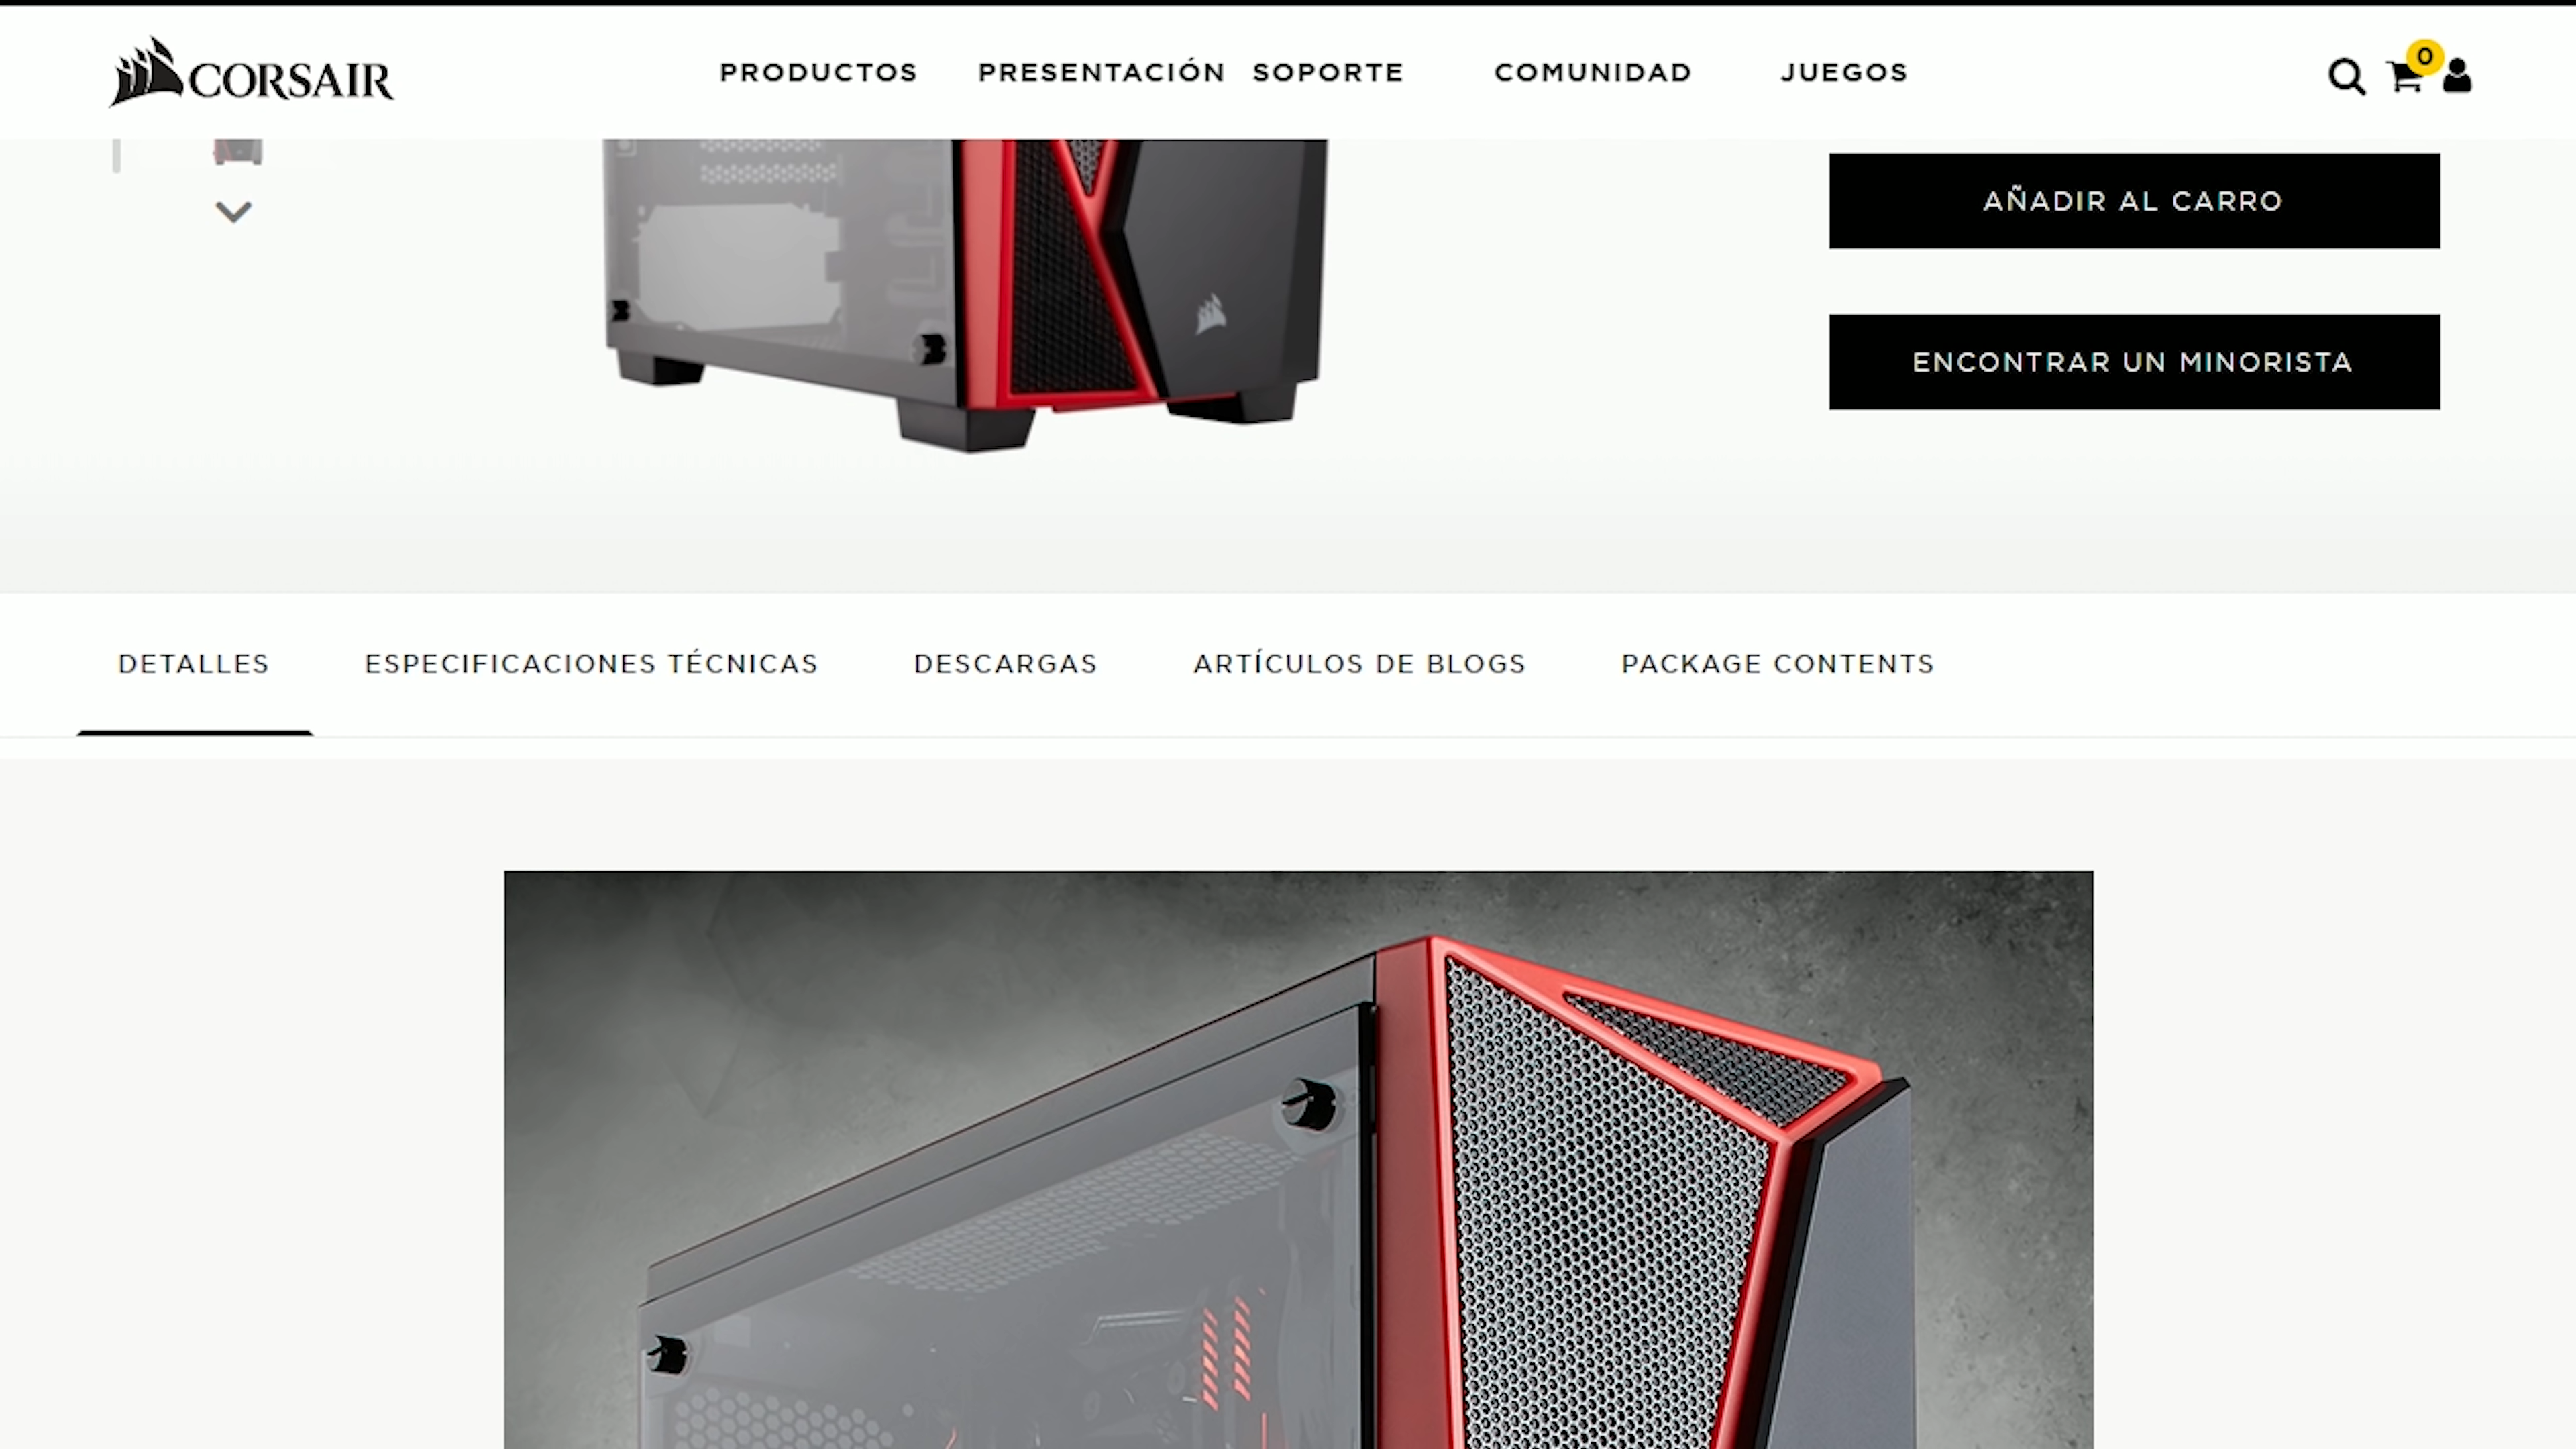 CORSAIR
PRODUCTOS PRESENTACIÓN SOPORTE COMUNIDAD JUEGOS
0
AÑADIR AL CARRO
ENCONTRAR UN MINORISTA
DETALLES ESPECIFICACIONES TÉCNICAS DESCARGAS ARTÍCULOS DE BLOGS PACKAGE CONTENTS